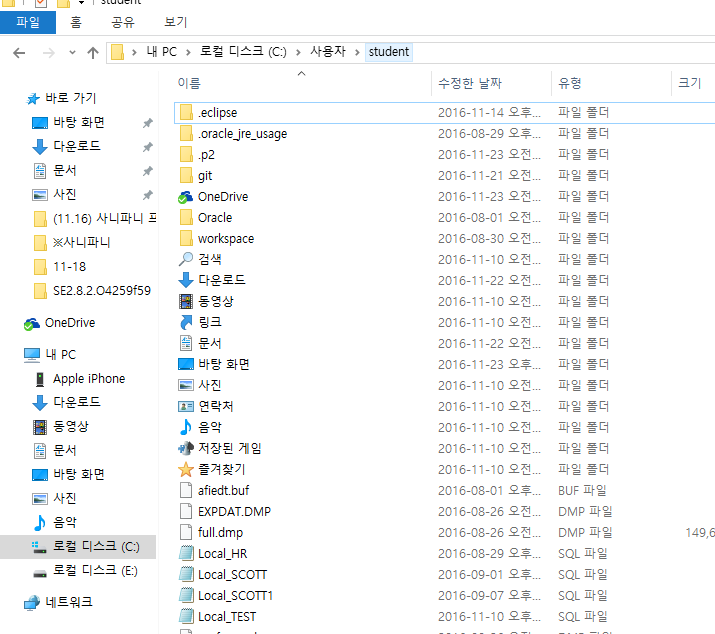 student
파일 홈 공유 보기
내 PC > 로컬 디스크 (C:) > 사용자 > student
이름 수정한 날짜 유형 크기
바로 가기
바탕 화면
다운로드
문서
사진
(11.16) 사니파니 프
※사니파니
11-18
SE2.8.2.O4259f59
OneDrive
내 PC
Apple iPhone
다운로드
동영상
문서
바탕 화면
사진
음악
로컬 디스크 (C:)
로컬 디스크 (E:)
네트워크
.eclipse 2016-11-14 오후... 파일 폴더
.oracle_jre_usage 2016-08-29 오후... 파일 폴더
.p2 2016-11-23 오전... 파일 폴더
git 2016-11-21 오전... 파일 폴더
OneDrive 2016-11-23 오전... 파일 폴더
Oracle 2016-08-01 오전... 파일 폴더
workspace 2016-08-30 오전... 파일 폴더
검색 2016-11-10 오전... 파일 폴더
다운로드 2016-11-22 오전... 파일 폴더
동영상 2016-11-10 오전... 파일 폴더
링크 2016-11-10 오전... 파일 폴더
문서 2016-11-22 오전... 파일 폴더
바탕 화면 2016-11-23 오전... 파일 폴더
사진 2016-11-10 오전... 파일 폴더
연락처 2016-11-10 오전... 파일 폴더
음악 2016-11-10 오전... 파일 폴더
저장된 게임 2016-11-10 오전... 파일 폴더
즐겨찾기 2016-11-10 오전... 파일 폴더
afiedt.buf 2016-08-01 오후... BUF 파일
EXPDAT.DMP 2016-08-26 오전... DMP 파일
full.dmp 2016-08-26 오전... DMP 파일 149,6
Local_HR 2016-08-29 오후... SQL 파일
Local_SCOTT 2016-09-01 오전... SQL 파일
Local_SCOTT1 2016-09-07 오후... SQL 파일
Local_TEST 2016-11-10 오후... SQL 파일